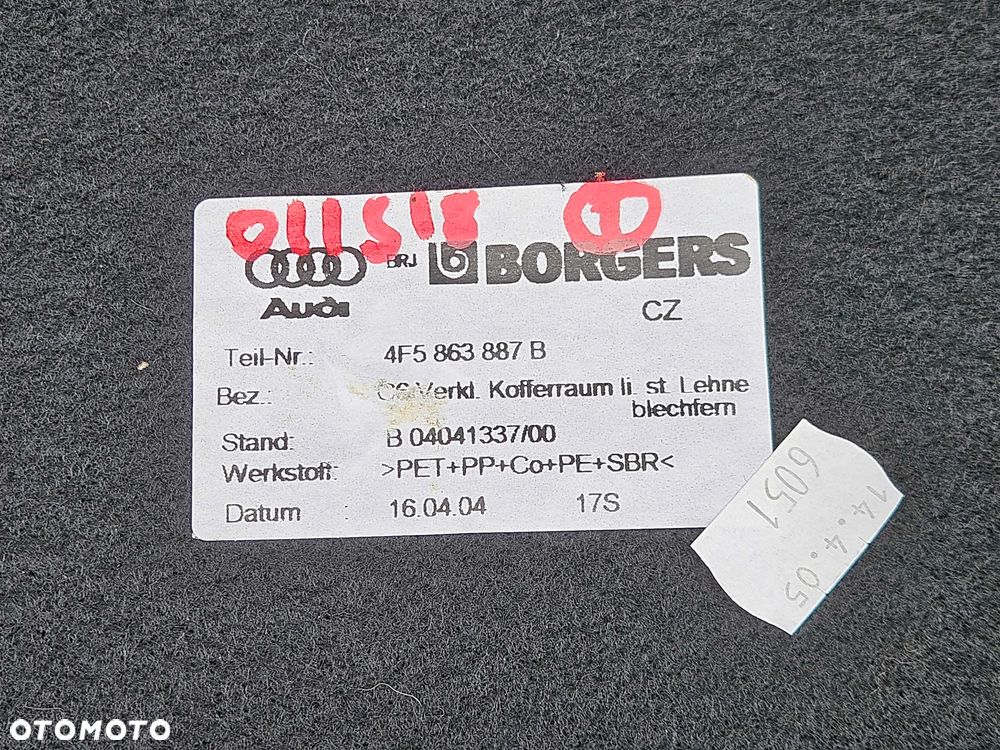 011518 1
BRJ BORGERS
Audi
CZ
Teil-Nr.: 4F5 863 887 B
Bez.: C6 Verkl. Kofferraum li. st. Lehne
blechfern
Stand: B 04041337/00
Werkstoff: >PET+PP+Co+PE+SBR<
Datum : 16.04.04 17S
6051
14.4.05
OTOMOTO